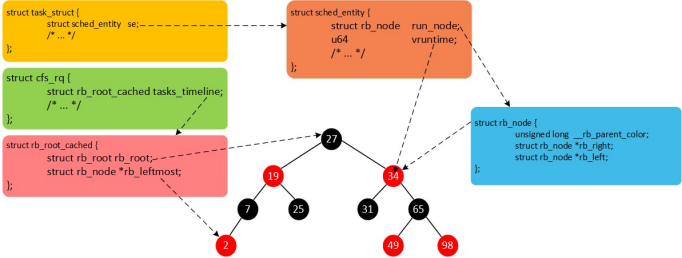 struct task_struct {
struct sched_entity se;
/* ... */
};
struct sched_entity {
struct rb_node run_node;
u64 vruntime;
/* ... */
};
struct cfs_rq {
struct rb_root_cached tasks_timeline;
/* ... */
};
struct rb_root_cached {
struct rb_root rb_root;
struct rb_node *rb_leftmost;
};
struct rb_node {
unsigned long __rb_parent_color;
struct rb_node *rb_right;
struct rb_node *rb_left;
};
27
19 34
7 25 31 65
2 49 98